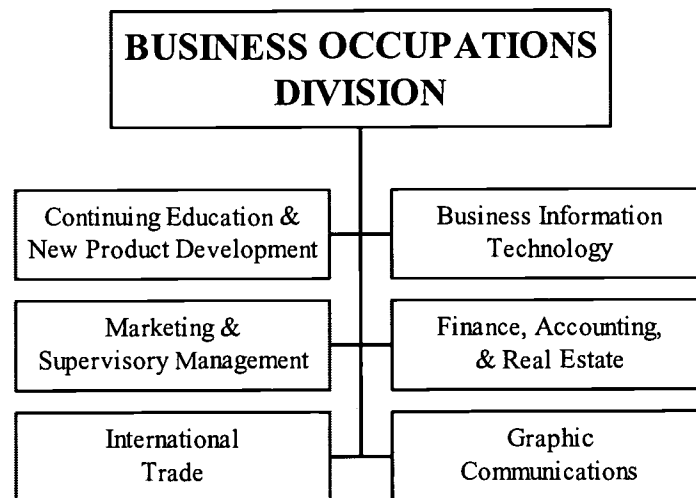 BUSINESS OCCUPATIONS
DIVISION
Continuing Education &
New Product Development
Business Information
Technology
Marketing &
Supervisory Management
Finance, Accounting,
& Real Estate
International
Trade
Graphic
Communications